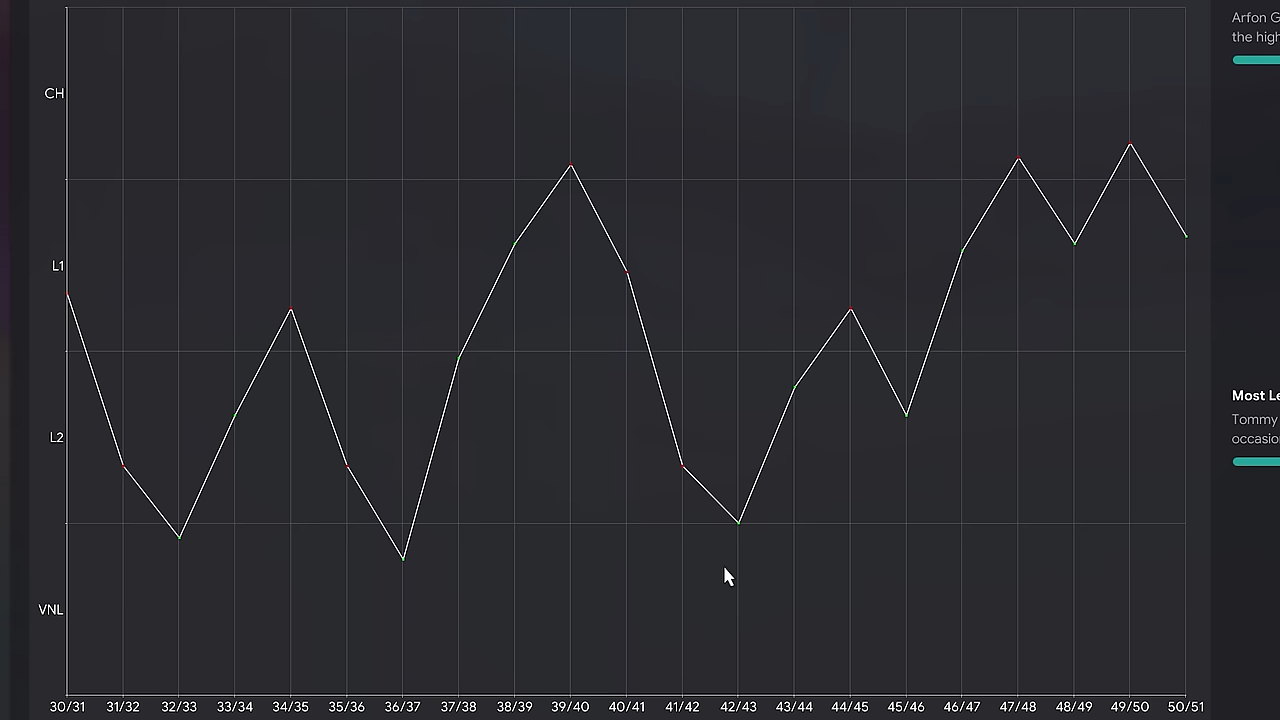 Arfon G
the high
CH
L1
Most Le
Tommy
L2
occasio
VNL
30/31 31/32 32/33 33/34 34/35 35/36 36/37 37/38 38/39 39/40 40/41 41/42 42/43 43/44 44/45 45/46 46/47 47/48 48/49 49/50 50/51